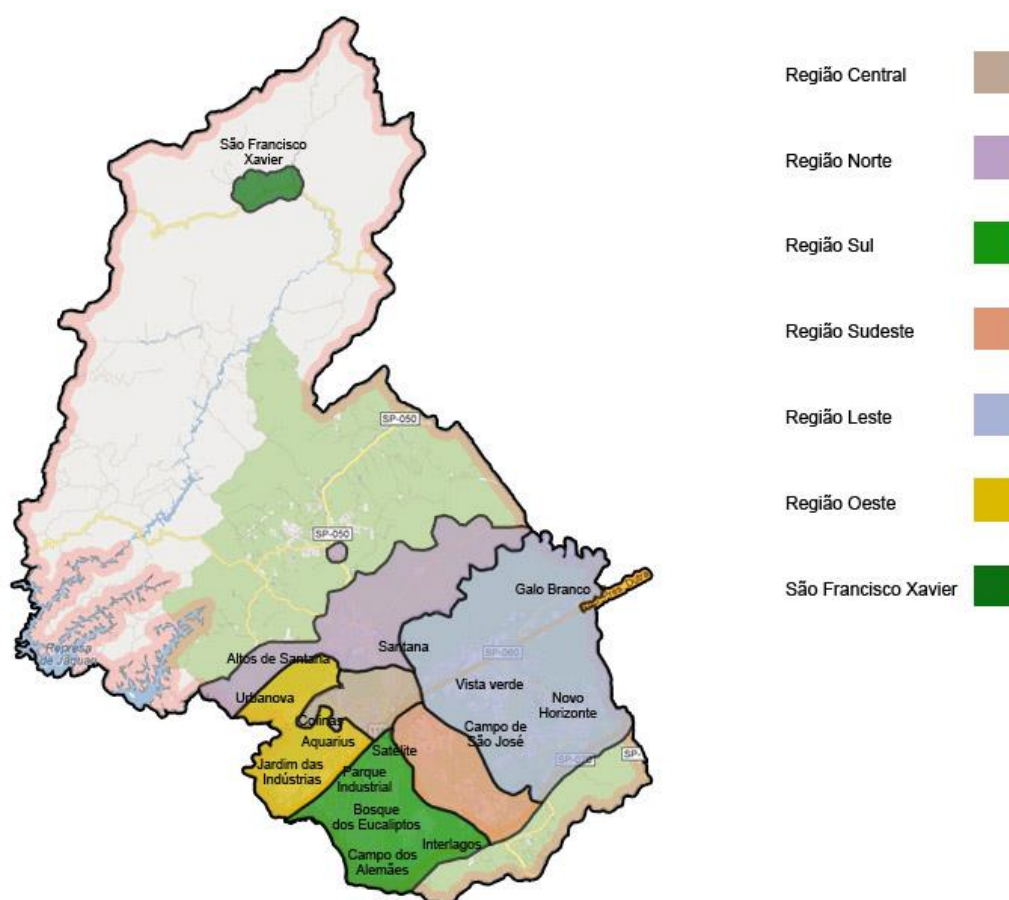 São Francisco
Xavier
SP-050
SP-050
Represa
de Jaguari
Altos de Santana
Santana
Urbanova
Colinas
Aquarius
Jardim das
Indústrias
Satélite
Parque
Industrial
Bosque
dos Eucaliptos
Interlagos
Campo dos
Alemães
Galo Branco
SP-060
Vista verde
Novo
Horizonte
Campo de
São José
SP-
Região Central
Região Norte
Região Sul
Região Sudeste
Região Leste
Região Oeste
São Francisco Xavier